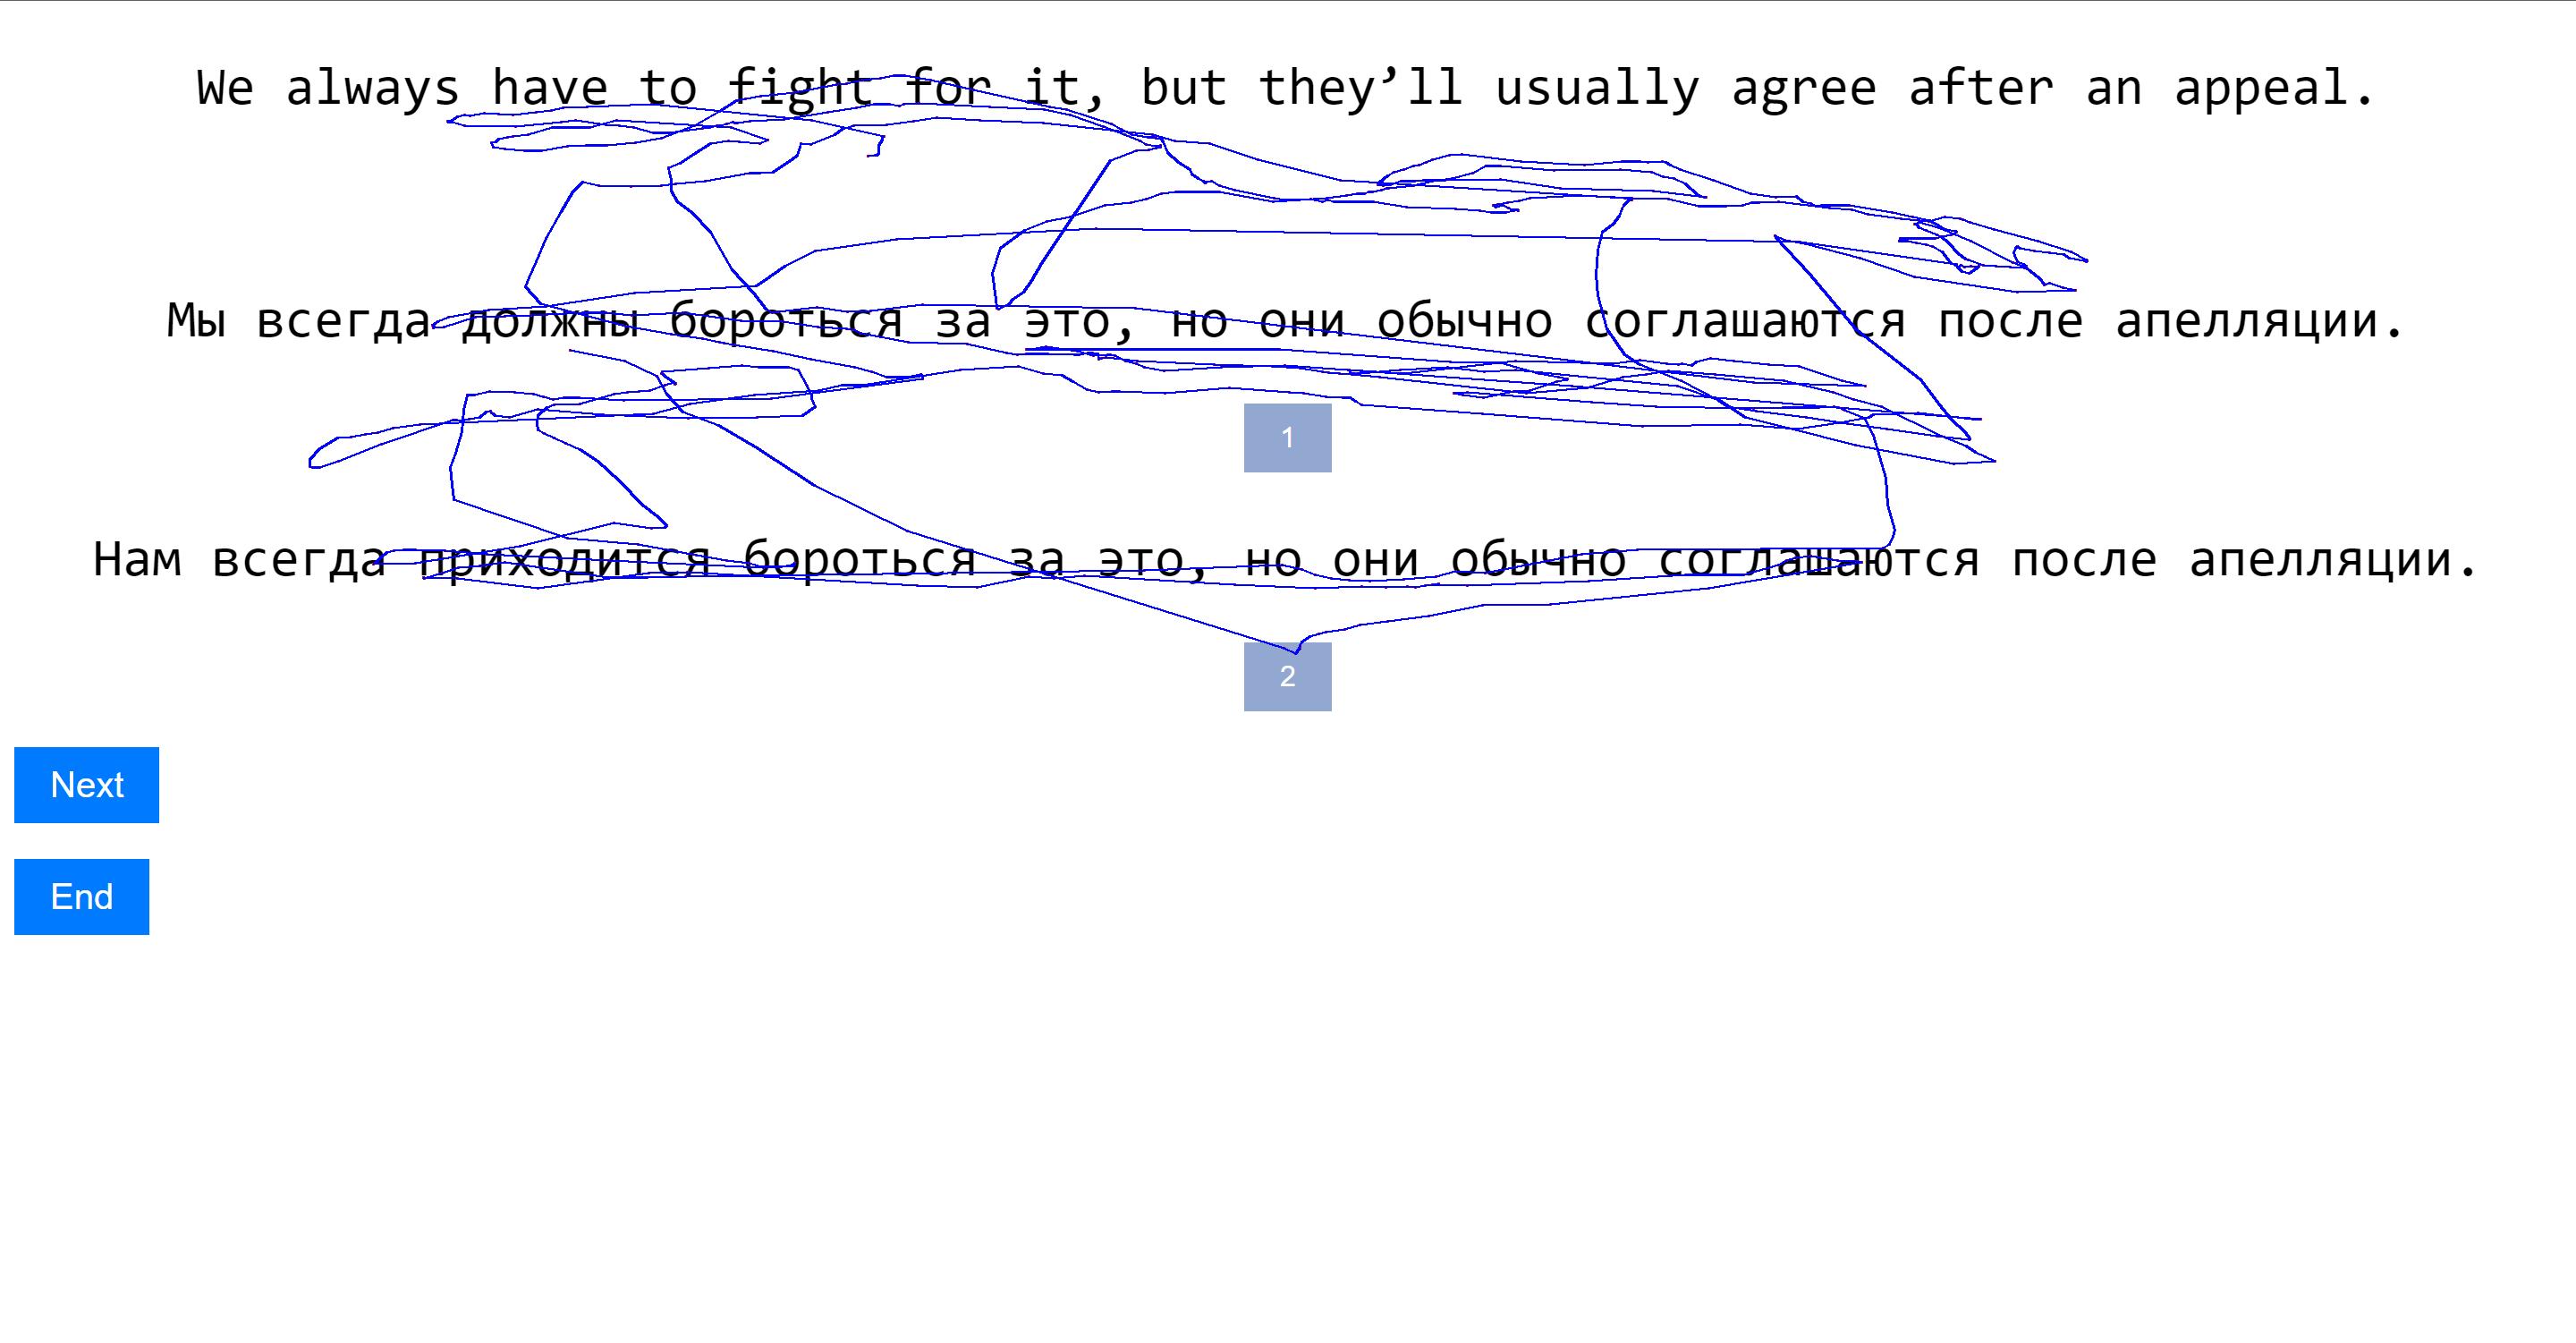 We always have to fight for it, but they’ll usually agree after an appeal.
Мы всегда должны бороться за это, но они обычно соглашаются после апелляции.
1
Нам всегда приходится бороться за это, но они обычно соглашаются после апелляции.
2
Next
End